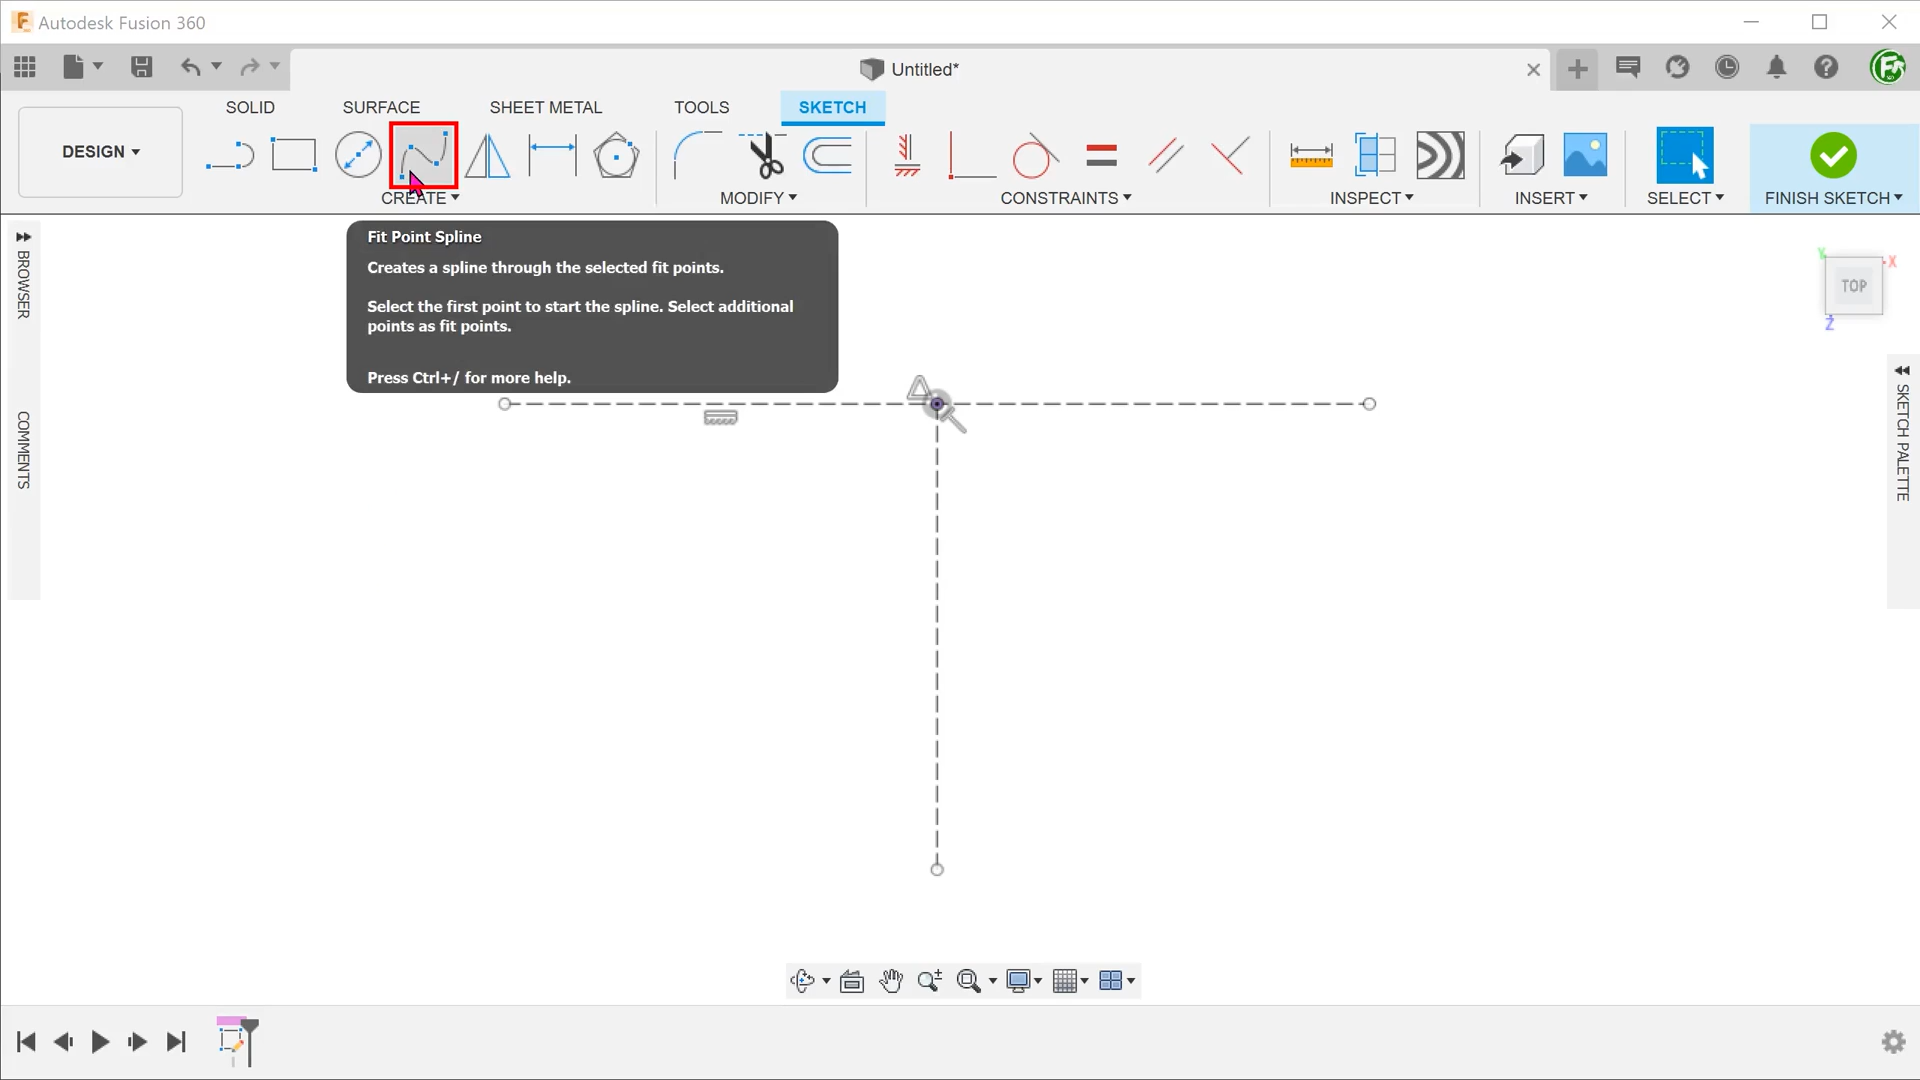 Autodesk Fusion 360
Untitled*
SOLID
SURFACE
SHEET METAL
TOOLS
SKETCH
DESIGN
CREATE
MODIFY
CONSTRAINTS
INSPECT
INSERT
SELECT
FINISH SKETCH
BROWSER
COMMENTS
Fit Point Spline
Creates a spline through the selected fit points.
Select the first point to start the spline. Select additional
points as fit points.
Press Ctrl+/ for more help.
Y
X
TOP
Z
SKETCH PALETTE